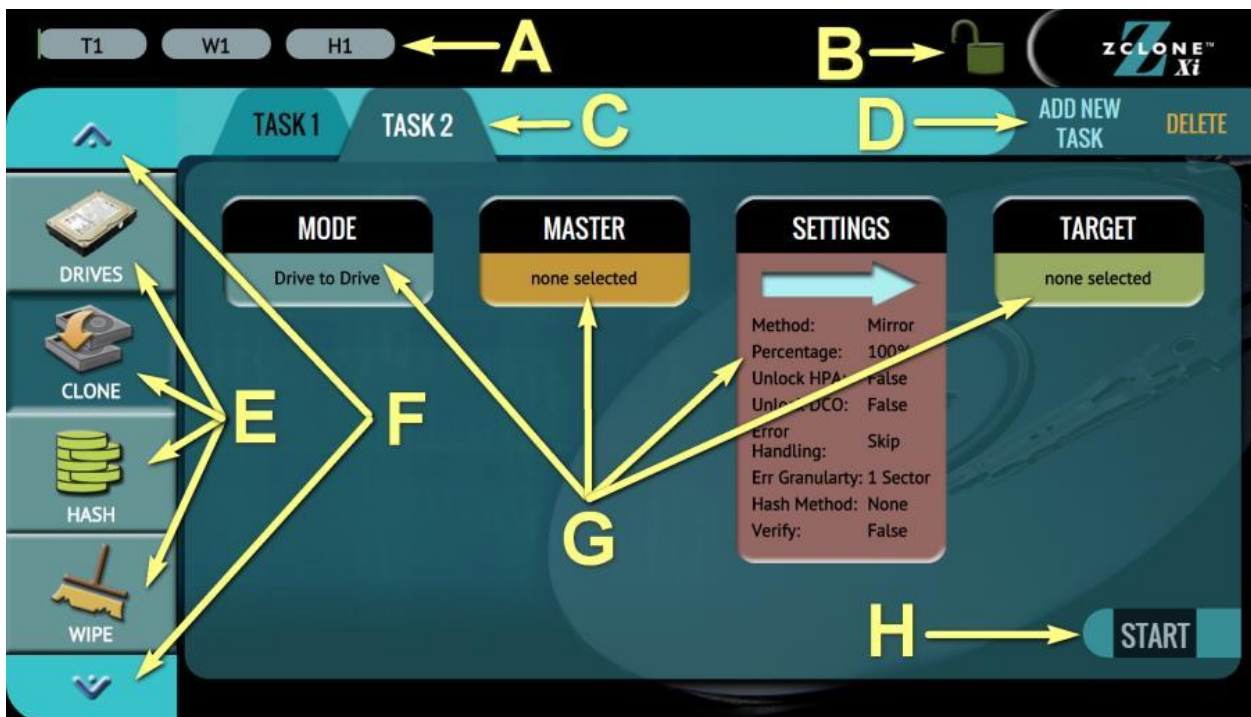 T1 W1 H1 A B ZCLONE™
Xi
TASK 1 TASK 2 C D ADD NEW
TASK DELETE
DRIVES
CLONE
HASH
WIPE
E F
MODE
Drive to Drive
MASTER
none selected
SETTINGS
Method: Mirror
Percentage: 100%
Unlock HPA: False
Unlock DCO: False
Error
Handling: Skip
Err Granularty: 1 Sector
Hash Method: None
Verify: False
TARGET
none selected
G
H START